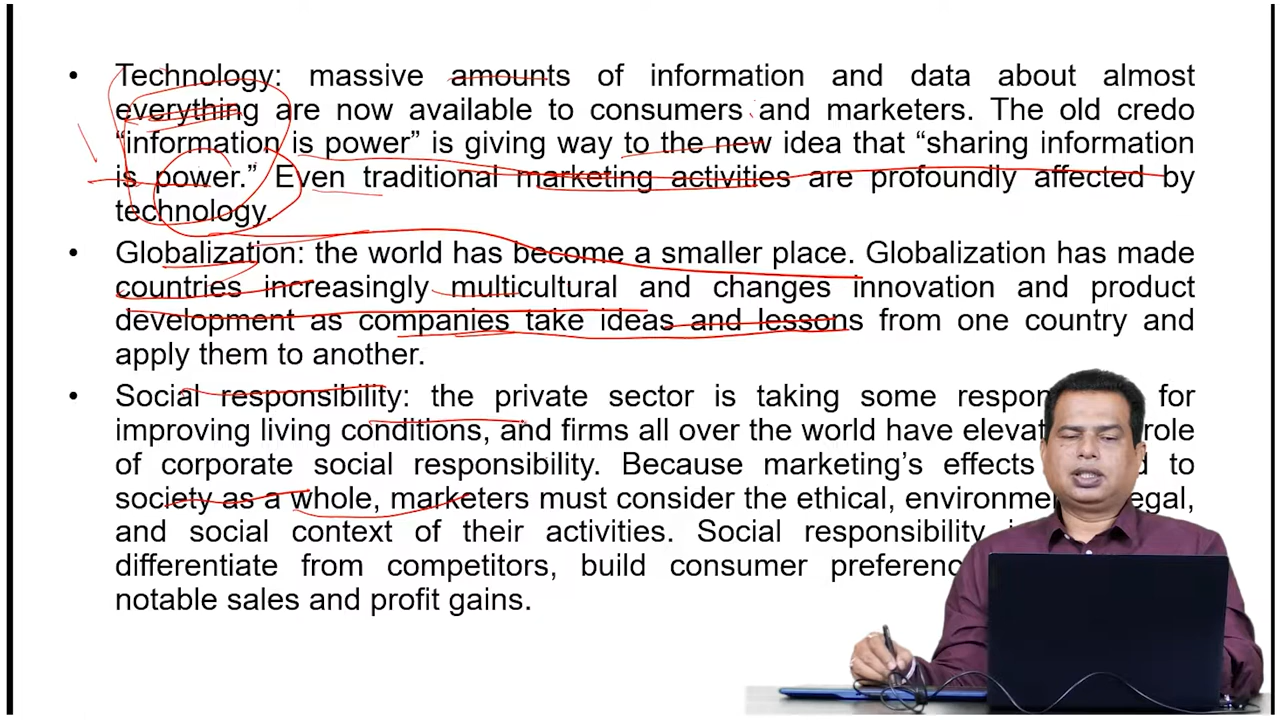 • Technology: massive amounts of information and data about almost
everything are now available to consumers and marketers. The old credo
“information is power” is giving way to the new idea that “sharing information
is power.” Even traditional marketing activities are profoundly affected by
technology.
• Globalization: the world has become a smaller place. Globalization has made
countries increasingly multicultural and changes innovation and product
development as companies take ideas and lessons from one country and
apply them to another.
• Social responsibility: the private sector is taking some for
improving living conditions, and firms all over the world have role
of corporate social responsibility. Because marketing’s effects to
society as a whole, marketers must consider the ethical,
and social context of their activities. Social responsibility
differentiate from competitors, build consumer
notable sales and profit gains.